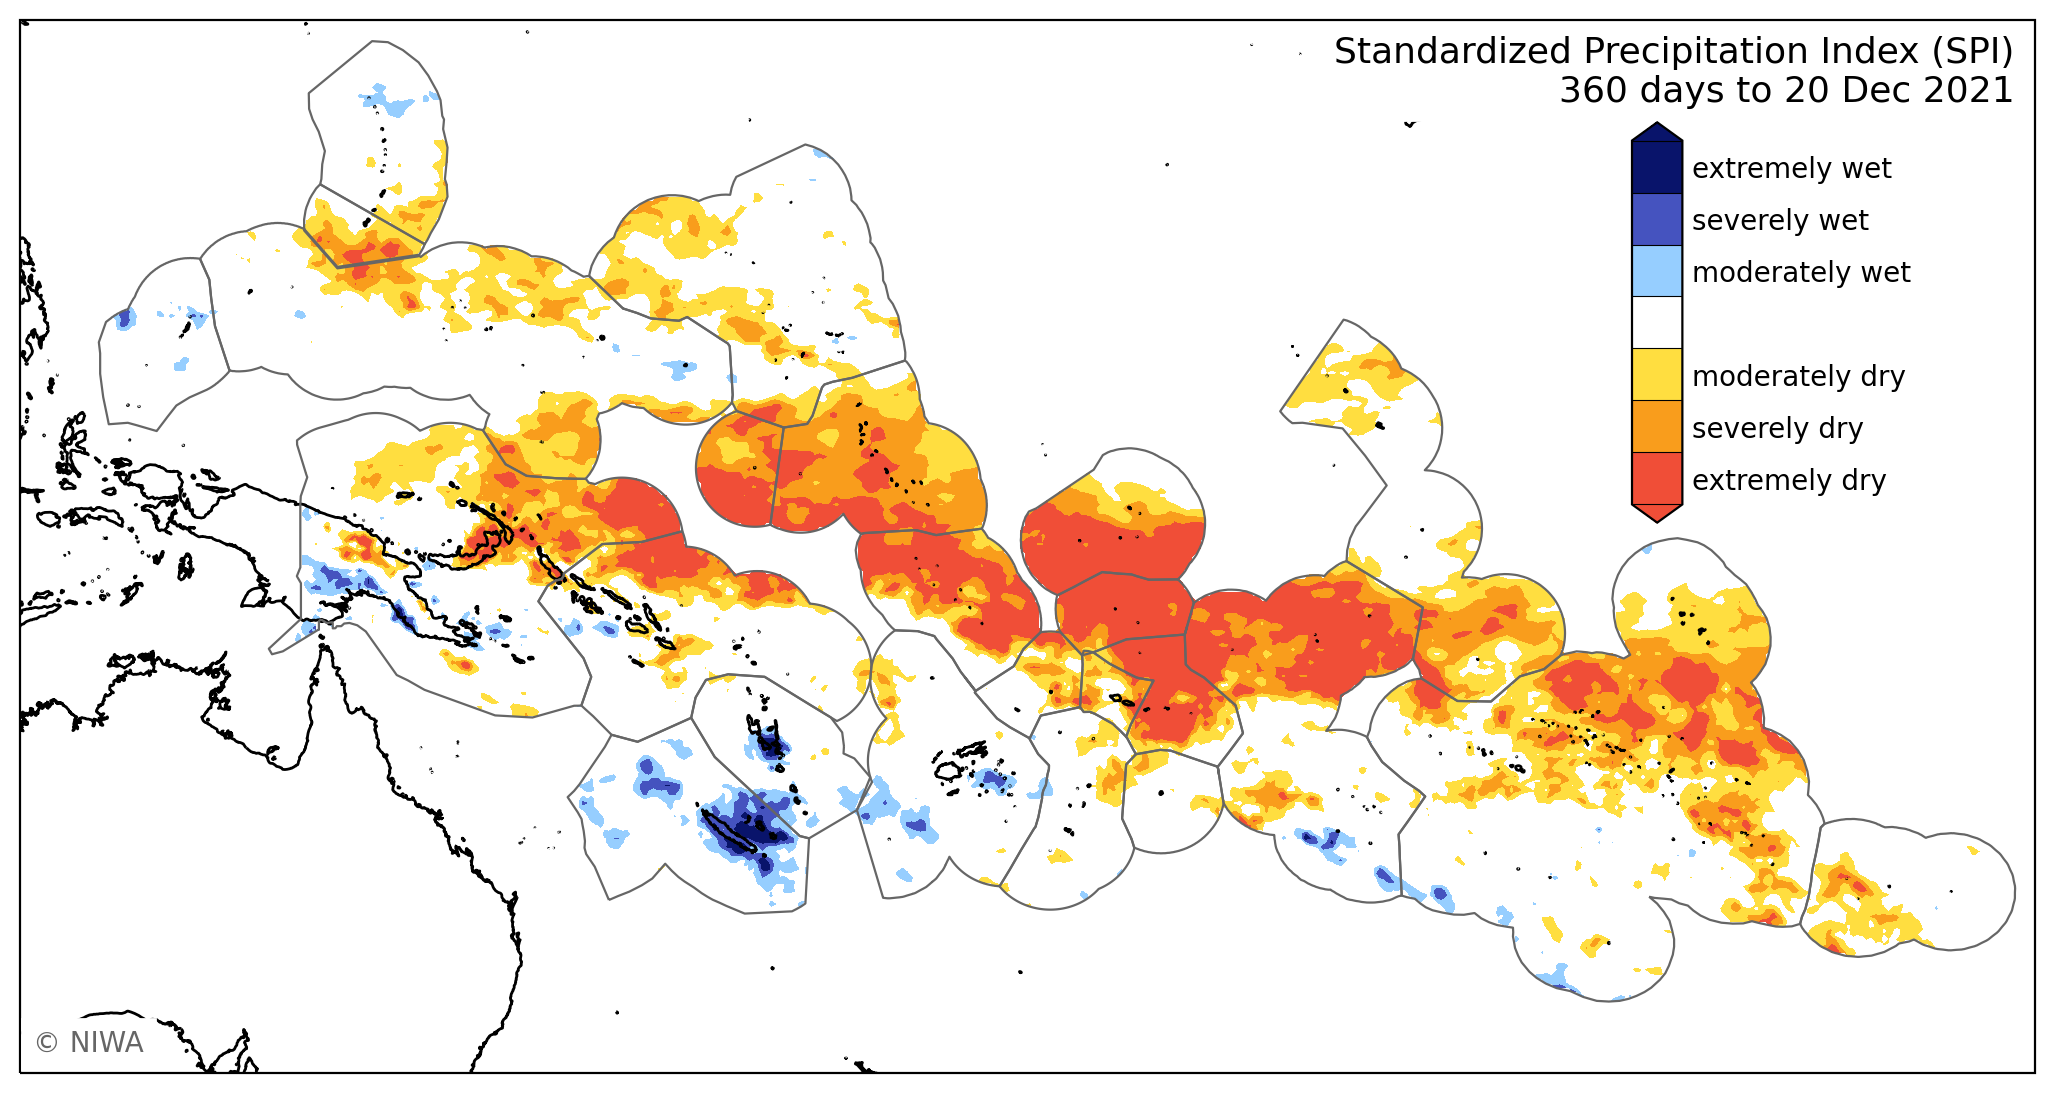 Standardized Precipitation Index (SPI)
360 days to 20 Dec 2021
extremely wet
severely wet
moderately wet
moderately dry
severely dry
extremely dry
© NIWA